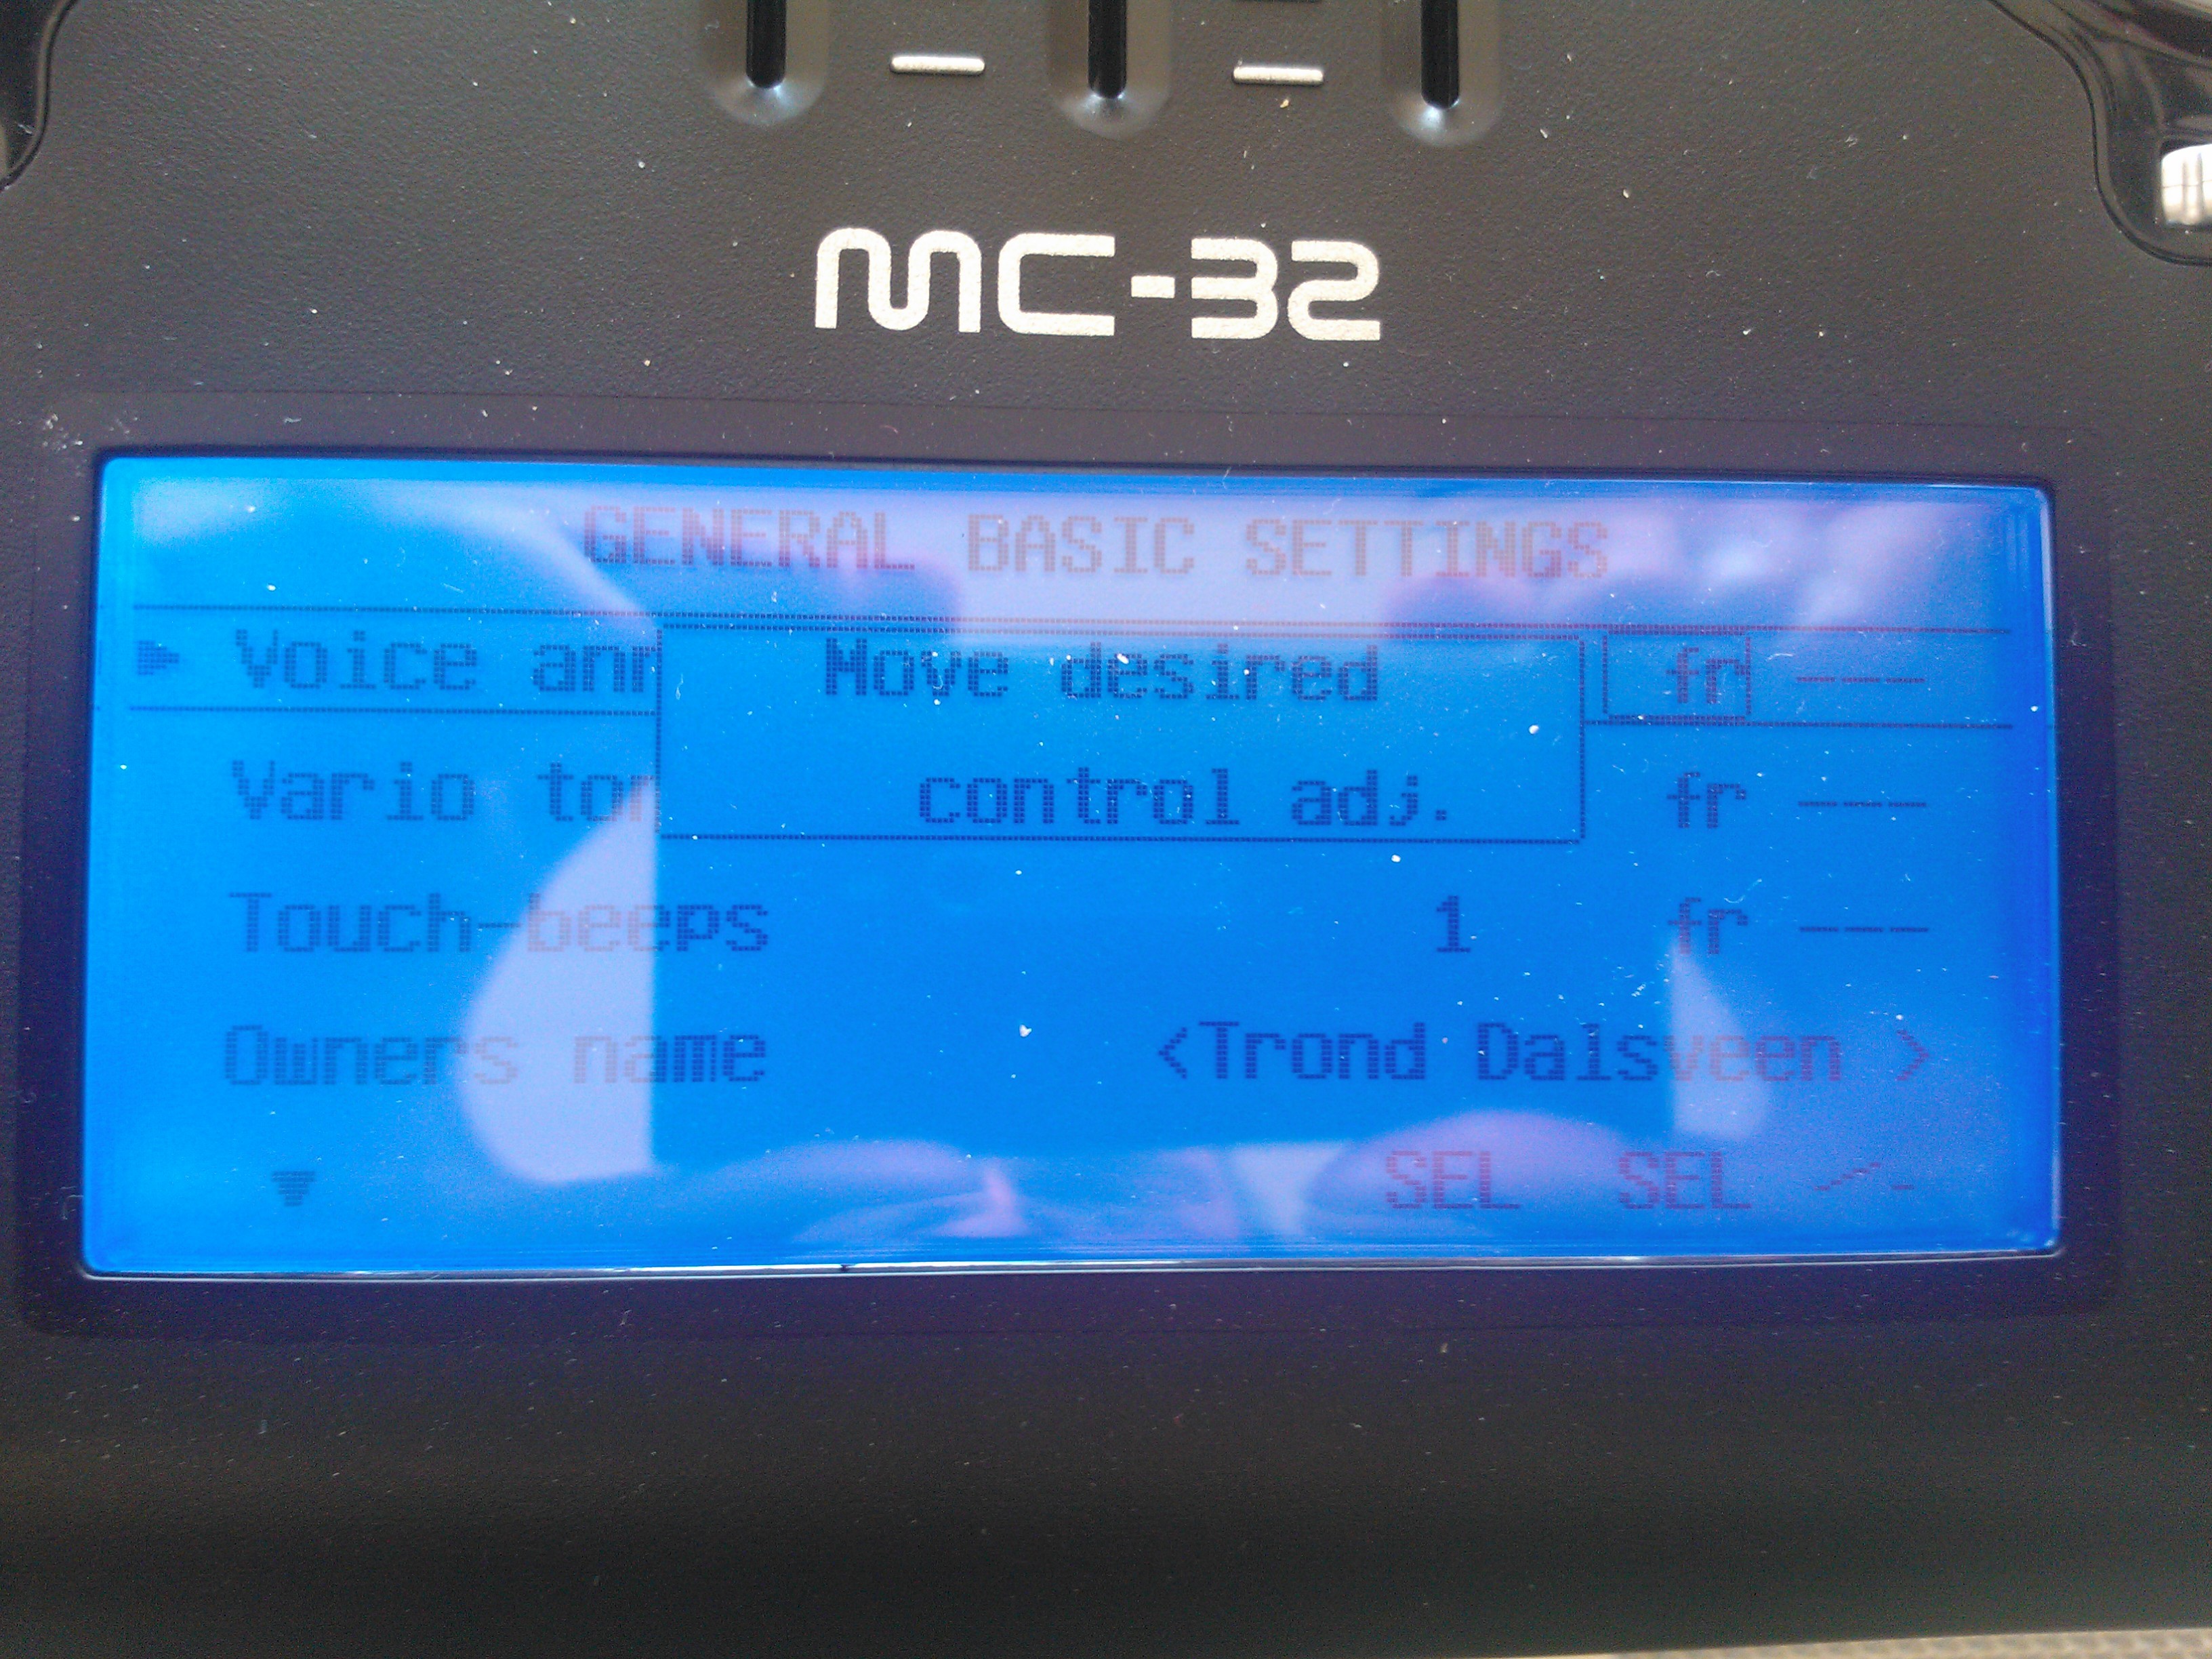 MC-32
GENERAL BASIC SETTINGS
Voice ann Move desired fr ---
Vario ton control adj. fr ---
Touch-beeps 1 fr ---
Owners name <Trond Dalsveen >
SEL SEL